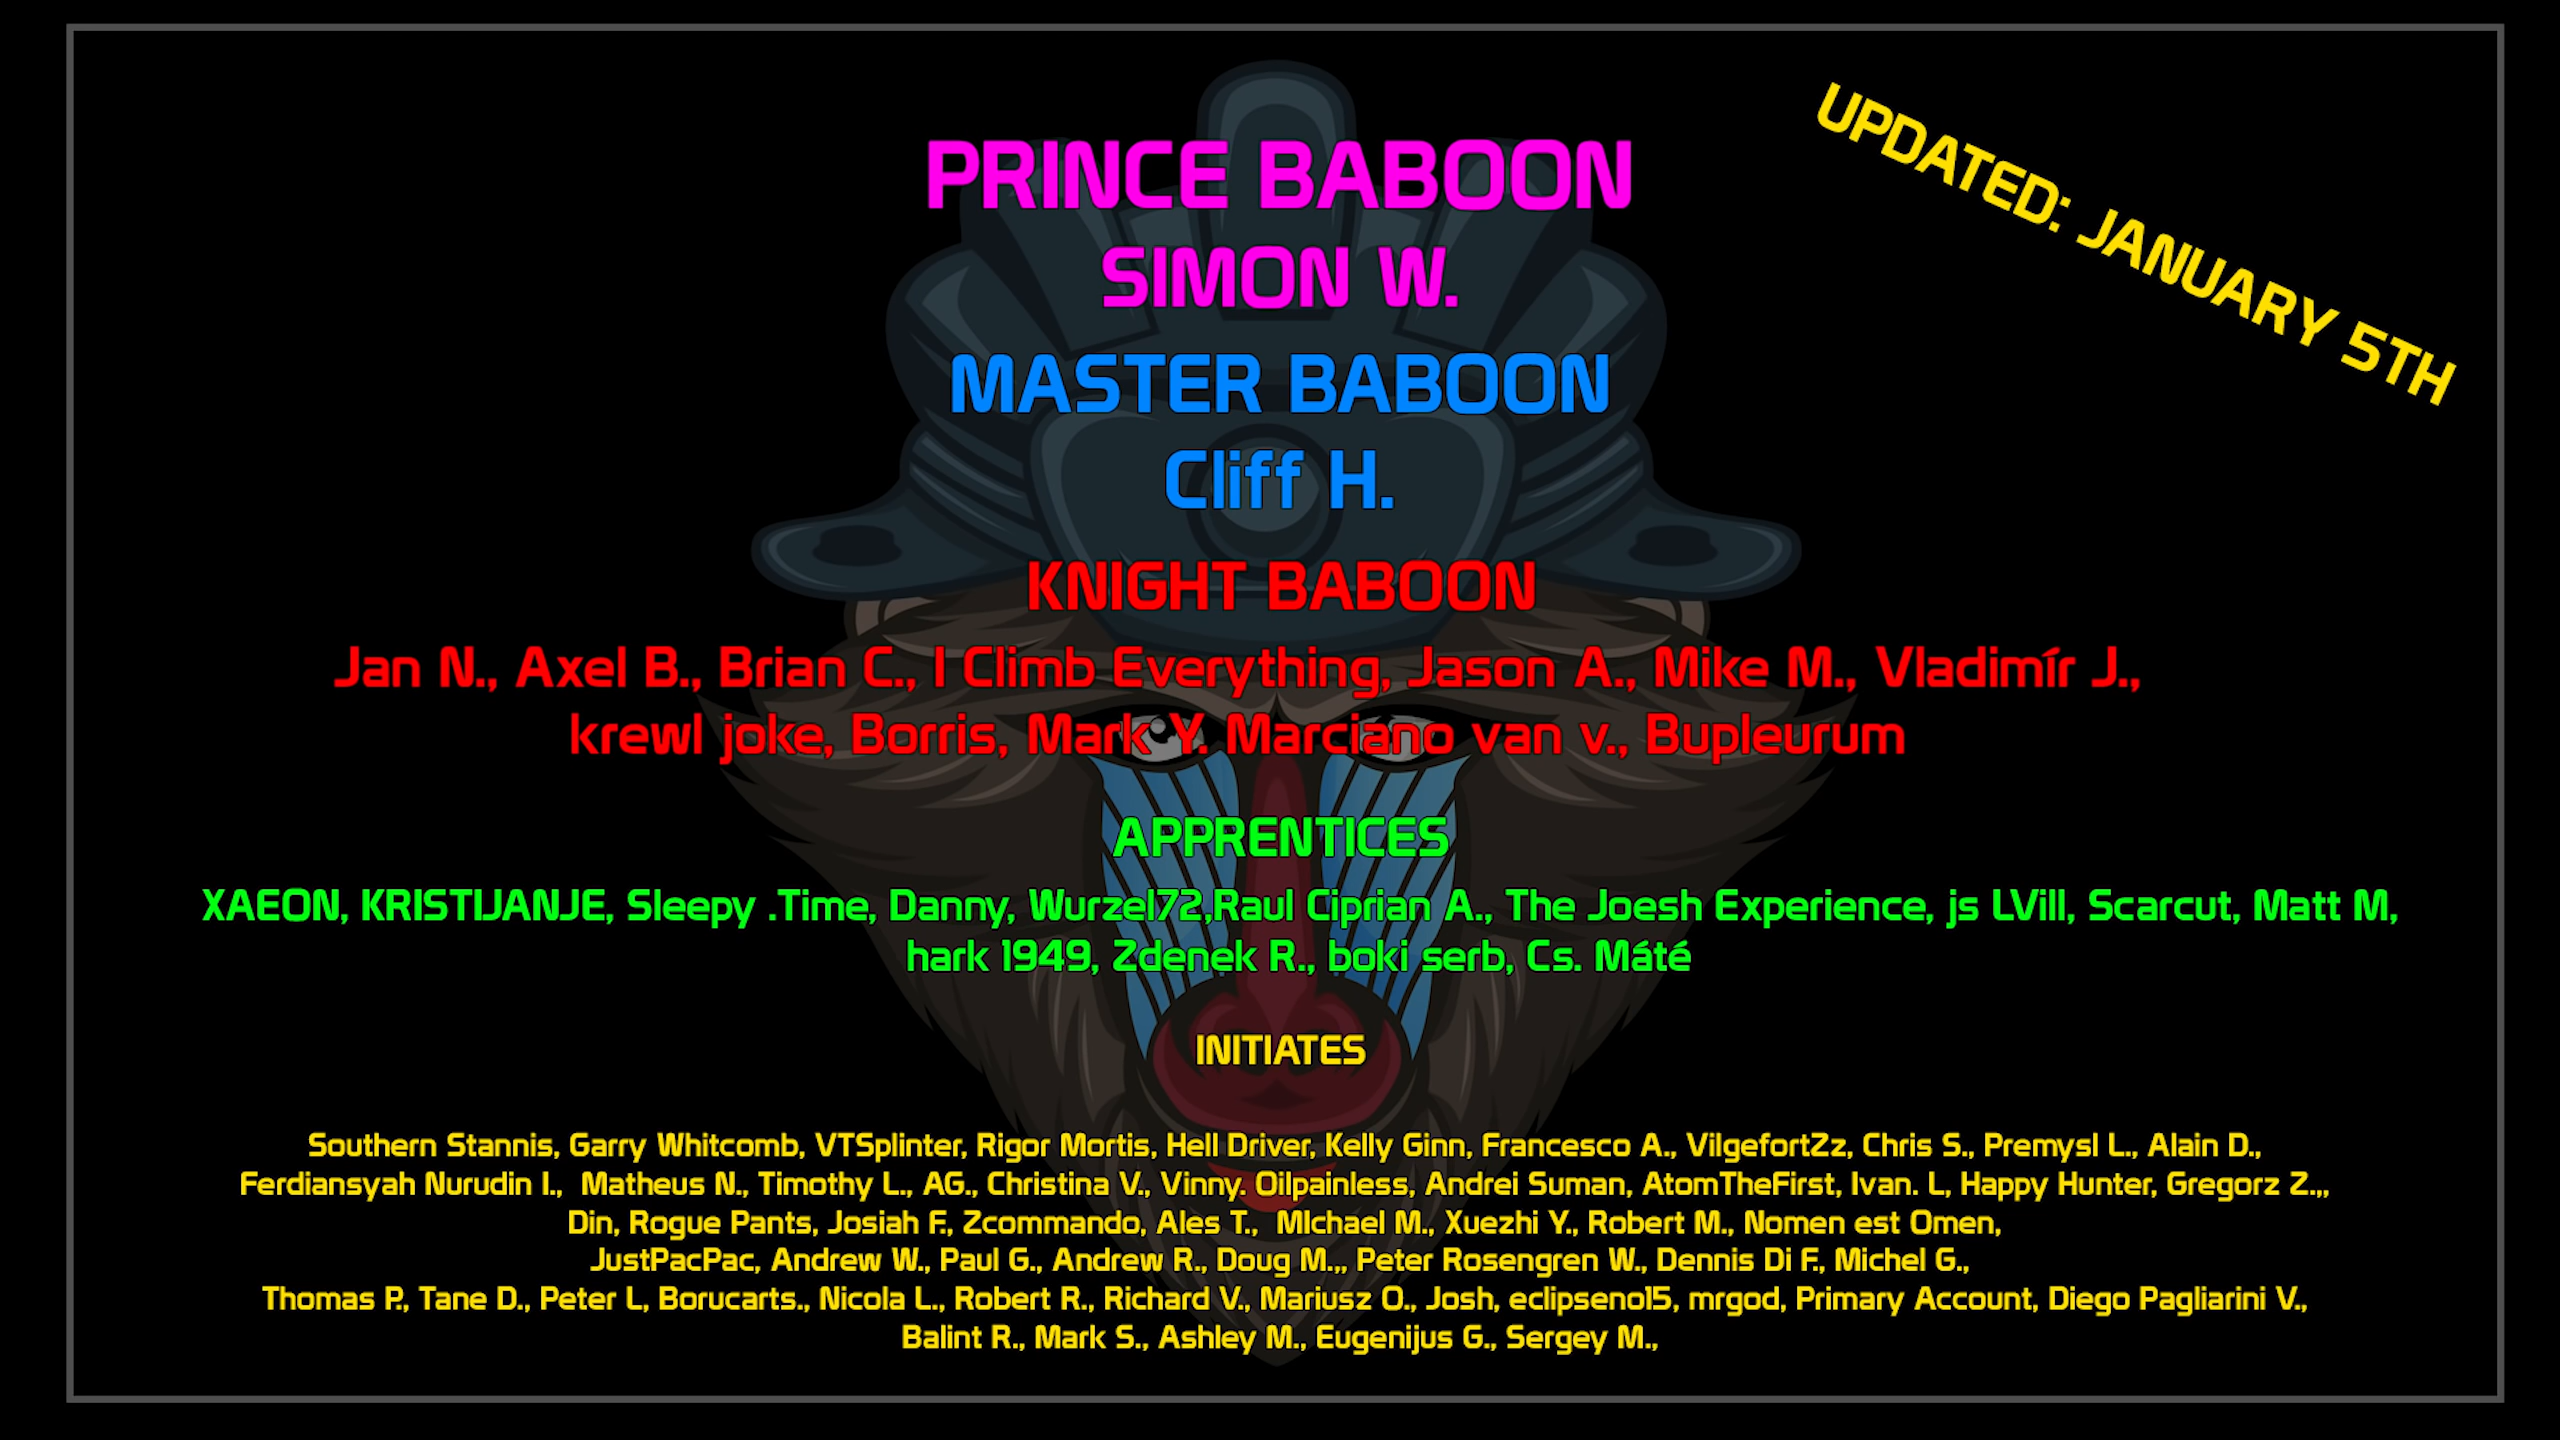 PRINCE BABOON
UPDATED: JANUARY 5TH
SIMON W.
MASTER BABOON
Cliff H.
KNIGHT BABOON
Jan N., Axel B., Brian C., I Climb Everything, Jason A., Mike M., Vladimír J.,
krewl joke, Borris, Mark Y. Marciano van v., Bupleurum
APPRENTICES
XAEON, KRISTIJANJE, Sleepy .Time, Danny, Wurzel72,Raul Ciprian A., The Joesh Experience, js LVill, Scarcut, Matt M,
hark 1949, Zdenek R., boki serb, Cs. Máté
INITIATES
Southern Stannis, Garry Whitcomb, VTSplinter, Rigor Mortis, Hell Driver, Kelly Ginn, Francesco A., VilgefortZz, Chris S., Premysl L., Alain D.,
Ferdiansyah Nurudin I.,  Matheus N., Timothy L., AG., Christina V., Vinny. Oilpainless, Andrei Suman, AtomTheFirst, Ivan. L, Happy Hunter, Gregorz Z.,,
Din, Rogue Pants, Josiah F., Zcommando, Ales T.,  MIchael M., Xuezhi Y., Robert M., Nomen est Omen,
JustPacPac, Andrew W., Paul G., Andrew R., Doug M.,, Peter Rosengren W., Dennis Di F., Michel G.,
Thomas P., Tane D., Peter L, Borucarts., Nicola L., Robert R., Richard V., Mariusz O., Josh, eclipseno15, mrgod, Primary Account, Diego Pagliarini V.,
Balint R., Mark S., Ashley M., Eugenijus G., Sergey M.,